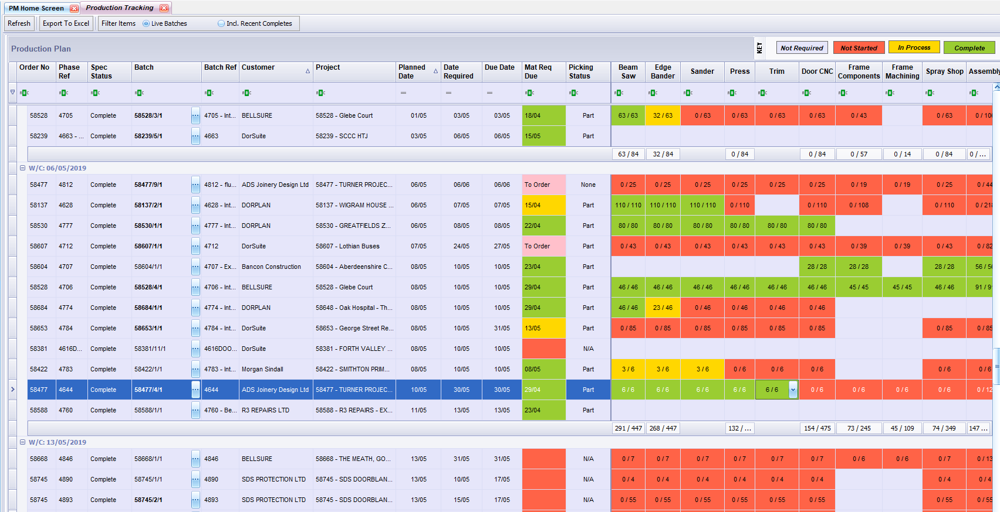 PM Home Screen Production Tracking
Refresh Export To Excel Filter Items Live Batches Incl. Recent Completes
Production Plan KEY Not Required Not Started In Process Complete
Order No Phase Ref Spec Status Batch Batch Ref Customer Project Planned Date Date Required Due Date Mat Req Due Picking Status Beam Saw Edge Bander Sander Press Trim Door CNC Frame Components Frame Machining Spray Shop Assembly
58528 4705 Complete 58528/3/1 ... 4705 - Int... BELLSURE 58528 - Glebe Court 01/05 03/05 03/05 18/04 Part 63 / 63 32 / 63 0 / 63 0 / 63 0 / 63 0 / 63 0 / 43 0 / 63 0 / 106
58239 4663 - ... Complete 58239/5/1 ... 4663 DorSuite 58239 - SCCC HTJ 03/05 06/05 06/05 15/05 Part
63 / 84 32 / 84 0 / 84 0 / 84 0 / 57 0 / 14 0 / 84 0 / ...
W/C: 06/05/2019
58477 4812 Complete 58477/9/1 ... 4812 - flu... ADS Joinery Design Ltd 58477 - TURNER PROJEC... 06/05 06/06 06/06 To Order None 0 / 25 0 / 25 0 / 25 0 / 25 0 / 25 0 / 25 0 / 19 0 / 19 0 / 25 0 / 44
58137 4628 Complete 58137/2/1 ... 4628 - Int... DORPLAN 58137 - WIGRAM HOUSE ... 06/05 07/05 07/05 15/04 Part 110 / 110 110 / 110 110 / 110 0 / 110 0 / 110 0 / 108 0 / 110 0 / 218
58530 4777 Complete 58530/1/1 ... 4777 - Int... DORPLAN 58530 - GREATFIELDS Z... 06/05 08/05 08/05 22/04 Part 80 / 80 80 / 80 80 / 80 80 / 80 80 / 80 80 / 80
58607 4712 Complete 58607/1/1 ... 4712 DorSuite 58607 - Lothian Buses 07/05 24/05 27/05 To Order Part 0 / 43 0 / 43 0 / 43 0 / 43 0 / 43 0 / 43 0 / 39 0 / 39 0 / 43 0 / 82
58604 4707 Complete 58604/1/1 ... 4707 - Ex... Bancon Construction 58604 - Aberdeenshire C... 08/05 10/05 10/05 23/04 Part 28 / 28 28 / 28 28 / 28 56 / 56
58528 4706 Complete 58528/4/1 ... 4706 - Int... BELLSURE 58528 - Glebe Court 08/05 10/05 10/05 29/04 Part 46 / 46 46 / 46 46 / 46 46 / 46 46 / 46 46 / 46 45 / 45 45 / 45 46 / 46 91 / 91
58684 4774 Complete 58684/1/1 ... 4774 - Int... DORPLAN 58648 - Oak Hospital - Th... 08/05 10/05 10/05 29/04 Part 46 / 46 23 / 46 0 / 46 0 / 46 0 / 46 0 / 46
58653 4784 Complete 58653/1/1 ... 4784 - Int... DorSuite 58653 - George Street Re... 08/05 10/05 31/05 13/05 Part 0 / 85 0 / 85 0 / 85 0 / 85 0 / 85 0 / 85 0 / 85 0 / 85
58381 4616D... Complete 58381/11/1 ... 4616DOO... DorSuite 58381 - FORTH VALLEY ... 08/05 10/05 10/05 N/A
58422 4783 Complete 58422/1/1 ... 4783 - Int... Morgan Sindall 58422 - SMITHTON PRIM... 08/05 10/05 10/05 08/05 Part 3 / 6 3 / 6 3 / 6 0 / 6 0 / 6 0 / 6 0 / 6 0 / 6
58477 4644 Complete 58477/4/1 ... 4644 ADS Joinery Design Ltd 58477 - TURNER PROJEC... 10/05 30/05 30/05 29/04 Part 6 / 6 6 / 6 6 / 6 6 / 6 6 / 6 0 / 6 0 / 6 0 / 6 0 / 6 0 / 12
58588 4760 Complete 58588/1/1 ... 4760 - Be... R3 REPAIRS LTD 58588 - R3 REPAIRS - EX... 11/05 13/05 13/05 23/04 Part
291 / 447 268 / 447 132 / ... 154 / 475 73 / 245 45 / 109 74 / 349 147 ...
W/C: 13/05/2019
58668 4846 Complete 58668/1/1 ... 4846 BELLSURE 58668 - THE MEATH, GO... 13/05 31/05 31/05 N/A 0 / 7 0 / 7 0 / 7 0 / 7 0 / 7 0 / 7 0 / 6 0 / 6 0 / 7 0 / 13
58745 4890 Complete 58745/1/1 ... 4890 SDS PROTECTION LTD 58745 - SDS DOORBLAN... 13/05 10/05 17/05 N/A 0 / 4 0 / 4 0 / 4 0 / 4 0 / 4 0 / 4 0 / 4 0 / 4
58745 4893 Complete 58745/2/1 ... 4893 SDS PROTECTION LTD 58745 - SDS DOORBLAN... 13/05 15/05 17/05 N/A 0 / 55 0 / 55 0 / 55 0 / 55 0 / 55 0 / 55 0 / 55 0 / 55